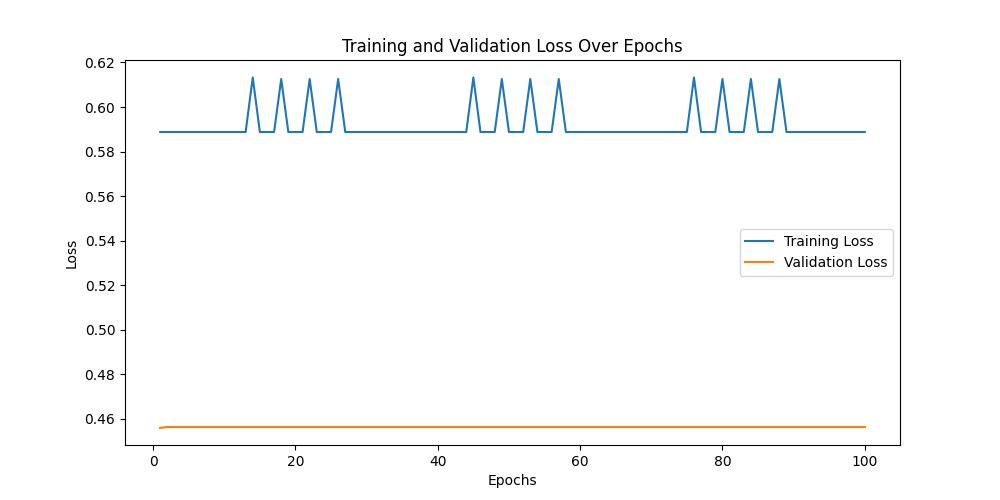 Training and Validation Loss Over Epochs
0.62
0.60
0.58
0.56
0.54
0.52
0.50
0.48
0.46
Loss
Training Loss
Validation Loss
0 20 40 60 80 100
Epochs